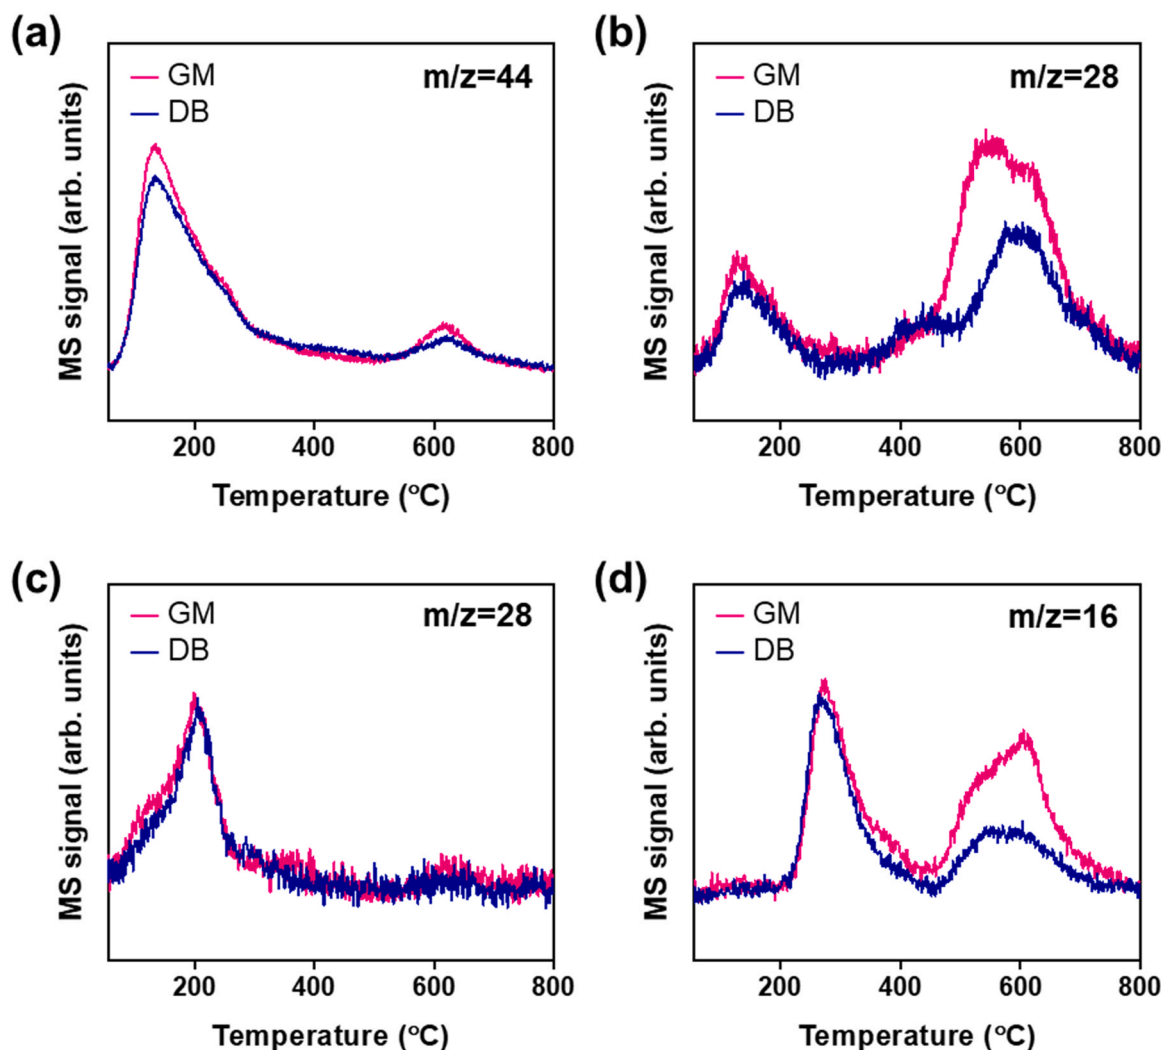 (a)
MS signal (arb. units)
GM
DB
m/z=44
200 400 600 800
Temperature (°C)
(b)
MS signal (arb. units)
GM
DB
m/z=28
200 400 600 800
Temperature (°C)
(c)
MS signal (arb. units)
GM
DB
m/z=28
200 400 600 800
Temperature (°C)
(d)
MS signal (arb. units)
GM
DB
m/z=16
200 400 600 800
Temperature (°C)